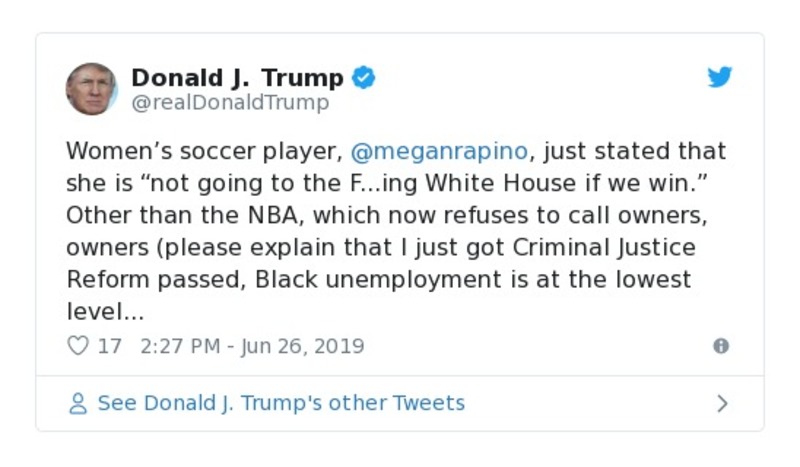 Donald J. Trump
@realDonaldTrump
Women’s soccer player, @meganrapino, just stated that
she is “not going to the F...ing White House if we win.”
Other than the NBA, which now refuses to call owners,
owners (please explain that I just got Criminal Justice
Reform passed, Black unemployment is at the lowest
level...
17 2:27 PM - Jun 26, 2019
See Donald J. Trump's other Tweets